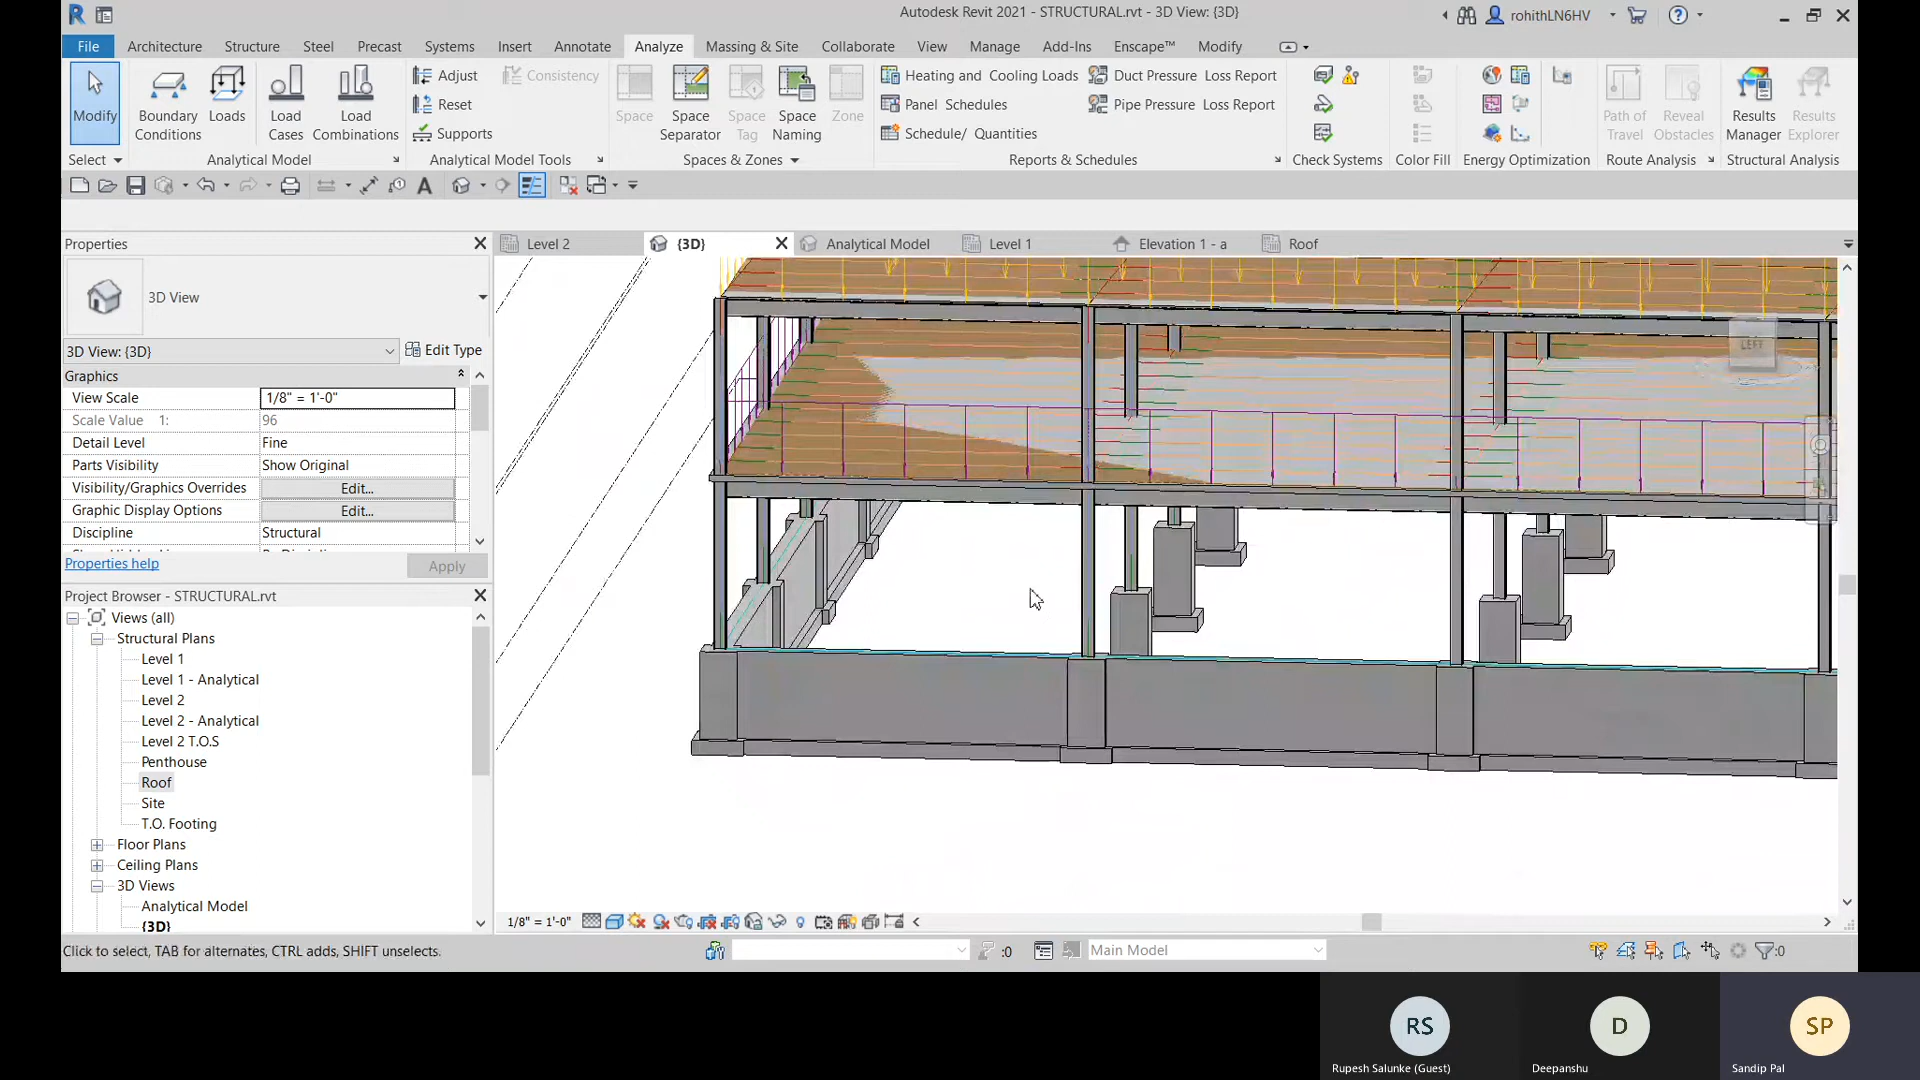 Autodesk Revit 2021 - STRUCTURAL.rvt - 3D View: {3D}
rohithLN6HV
File Architecture Structure Steel Precast Systems Insert Annotate Analyze Massing & Site Collaborate View Manage Add-Ins Enscape™ Modify
Modify
Boundary Conditions
Loads
Load Cases
Load Combinations
Adjust
Reset
Supports
Consistency
Space
Space Separator
Space Tag
Space Naming
Zone
Heating and Cooling Loads
Panel Schedules
Schedule/ Quantities
Duct Pressure Loss Report
Pipe Pressure Loss Report
Path of Travel
Reveal Obstacles
Results Manager
Results Explorer
Select Analytical Model Analytical Model Tools Spaces & Zones Reports & Schedules Check Systems Color Fill Energy Optimization Route Analysis Structural Analysis
Properties
Level 2 {3D} Analytical Model Level 1 Elevation 1 - a Roof
3D View
3D View: {3D}
Edit Type
Graphics
View Scale 1/8" = 1'-0"
Scale Value 1: 96
Detail Level Fine
Parts Visibility Show Original
Visibility/Graphics Overrides Edit...
Graphic Display Options Edit...
Discipline Structural
Properties help
Apply
LEFT
Project Browser - STRUCTURAL.rvt
Views (all)
Structural Plans
Level 1
Level 1 - Analytical
Level 2
Level 2 - Analytical
Level 2 T.O.S
Penthouse
Roof
Site
T.O. Footing
Floor Plans
Ceiling Plans
3D Views
Analytical Model
{3D}
1/8" = 1'-0"
Click to select, TAB for alternates, CTRL adds, SHIFT unselects.
:0
Main Model
:0
RS
D
SP
Rupesh Salunke (Guest)
Deepanshu
Sandip Pal